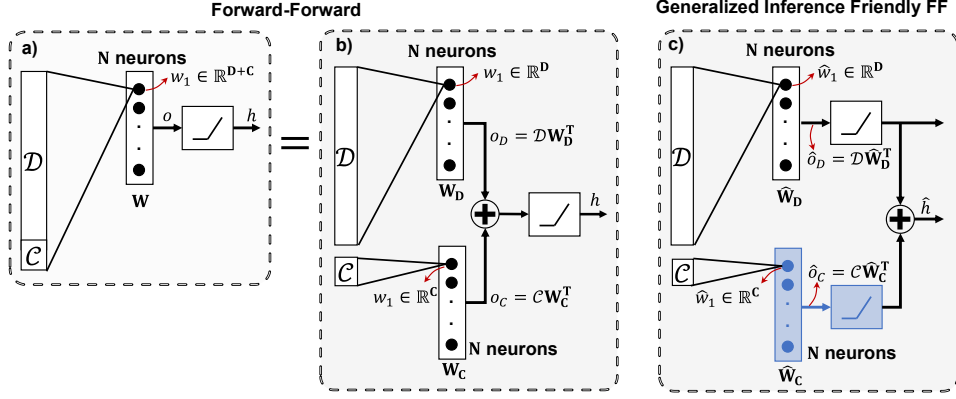 Forward-Forward
Generalized Inference Friendly FF
a)
N neurons
w₁ ∈ ℝ^{D+C}
o
h
𝒟
𝒞
W
=
b)
N neurons
w₁ ∈ ℝ^D
𝒟
o_D = 𝒟W_D^T
W_D
h
𝒞
w₁ ∈ ℝ^C
o_C = 𝒞W_C^T
N neurons
W_C
c)
N neurons
ŵ₁ ∈ ℝ^D
𝒟
ô_D = 𝒟Ŵ_D^T
Ŵ_D
ĥ
𝒞
ŵ₁ ∈ ℝ^C
ô_C = 𝒞Ŵ_C^T
N neurons
Ŵ_C